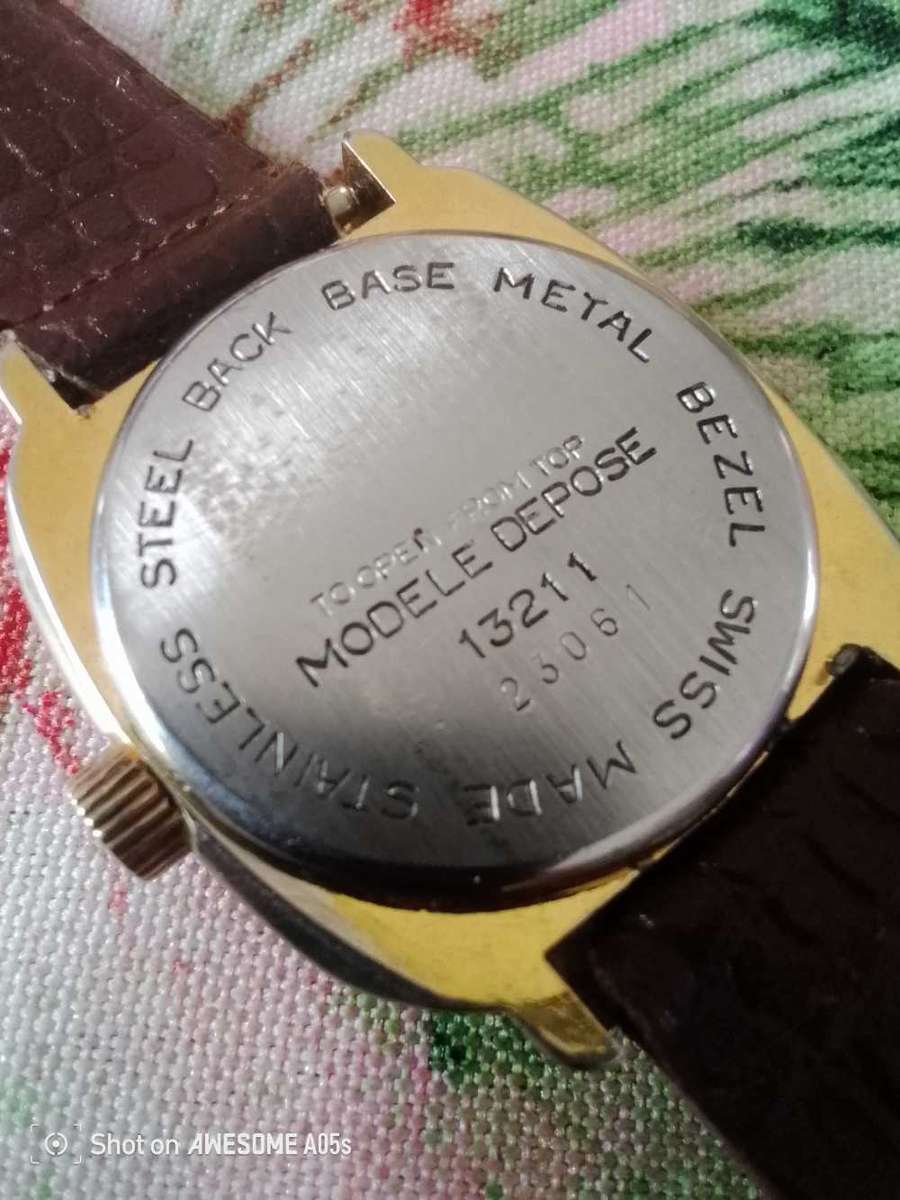 STAINLESS STEEL BACK BASE METAL BEZEL SWISS MADE
TO OPEN FROM TOP
MODELE DEPOSE
13211
23061
Shot on AWESOME A05s